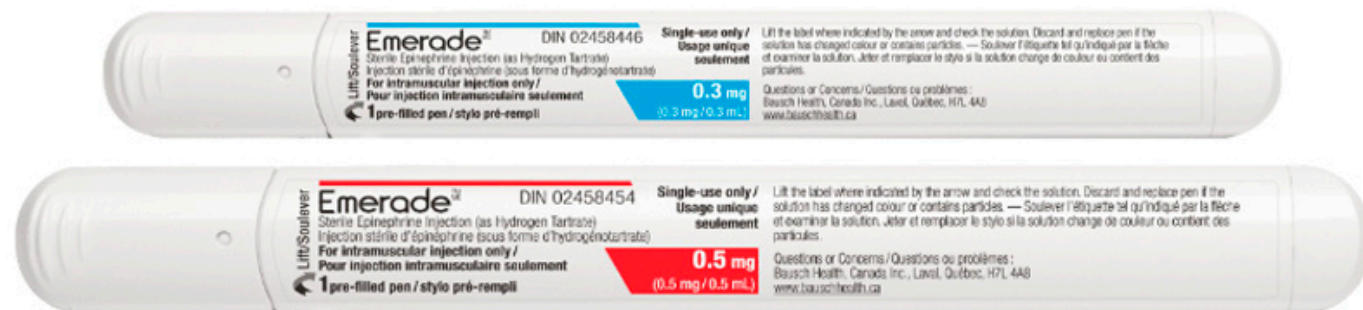 Lift/Soulever
Emerade™ DIN 02458446
Sterile Epinephrine Injection (as Hydrogen Tartrate)
Injection stérile d'épinéphrine (sous forme d'hydrogénotartrate)
For intramuscular injection only /
Pour injection intramusculaire seulement
1 pre-filled pen / stylo pré-rempli
Single-use only /
Usage unique
seulement
0.3 mg
(0.3 mg/0.3 mL)
Lift the label where indicated by the arrow and check the solution. Discard and replace pen if the
solution has changed colour or contains particles. — Soulever l'étiquette tel qu'indiqué par la flèche
et examiner la solution. Jeter et remplacer le stylo si la solution change de couleur ou contient des
particules.
Questions or Concerns / Questions ou problèmes :
Bausch Health, Canada Inc., Laval, Québec, H7L 4A8
www.bauschhealth.ca
Lift/Soulever
Emerade DIN 02458454
Sterile Epinephrine Injection (as Hydrogen Tartrate)
Injection stérile d'épinéphrine (sous forme d'hydrogénotartrate)
For intramuscular injection only /
Pour injection intramusculaire seulement
1 pre-filled pen / stylo pré-rempli
Single-use only /
Usage unique
seulement
0.5 mg
(0.5 mg/0.5 mL)
Lift the label where indicated by the arrow and check the solution. Discard and replace pen if the
solution has changed colour or contains particles. — Soulever l'étiquette tel qu'indiqué par la flèche
et examiner la solution. Jeter et remplacer le stylo si la solution change de couleur ou contient des
particules.
Questions or Concerns / Questions ou problèmes :
Bausch Health, Canada Inc., Laval, Québec, H7L 4A8
www.bauschhealth.ca